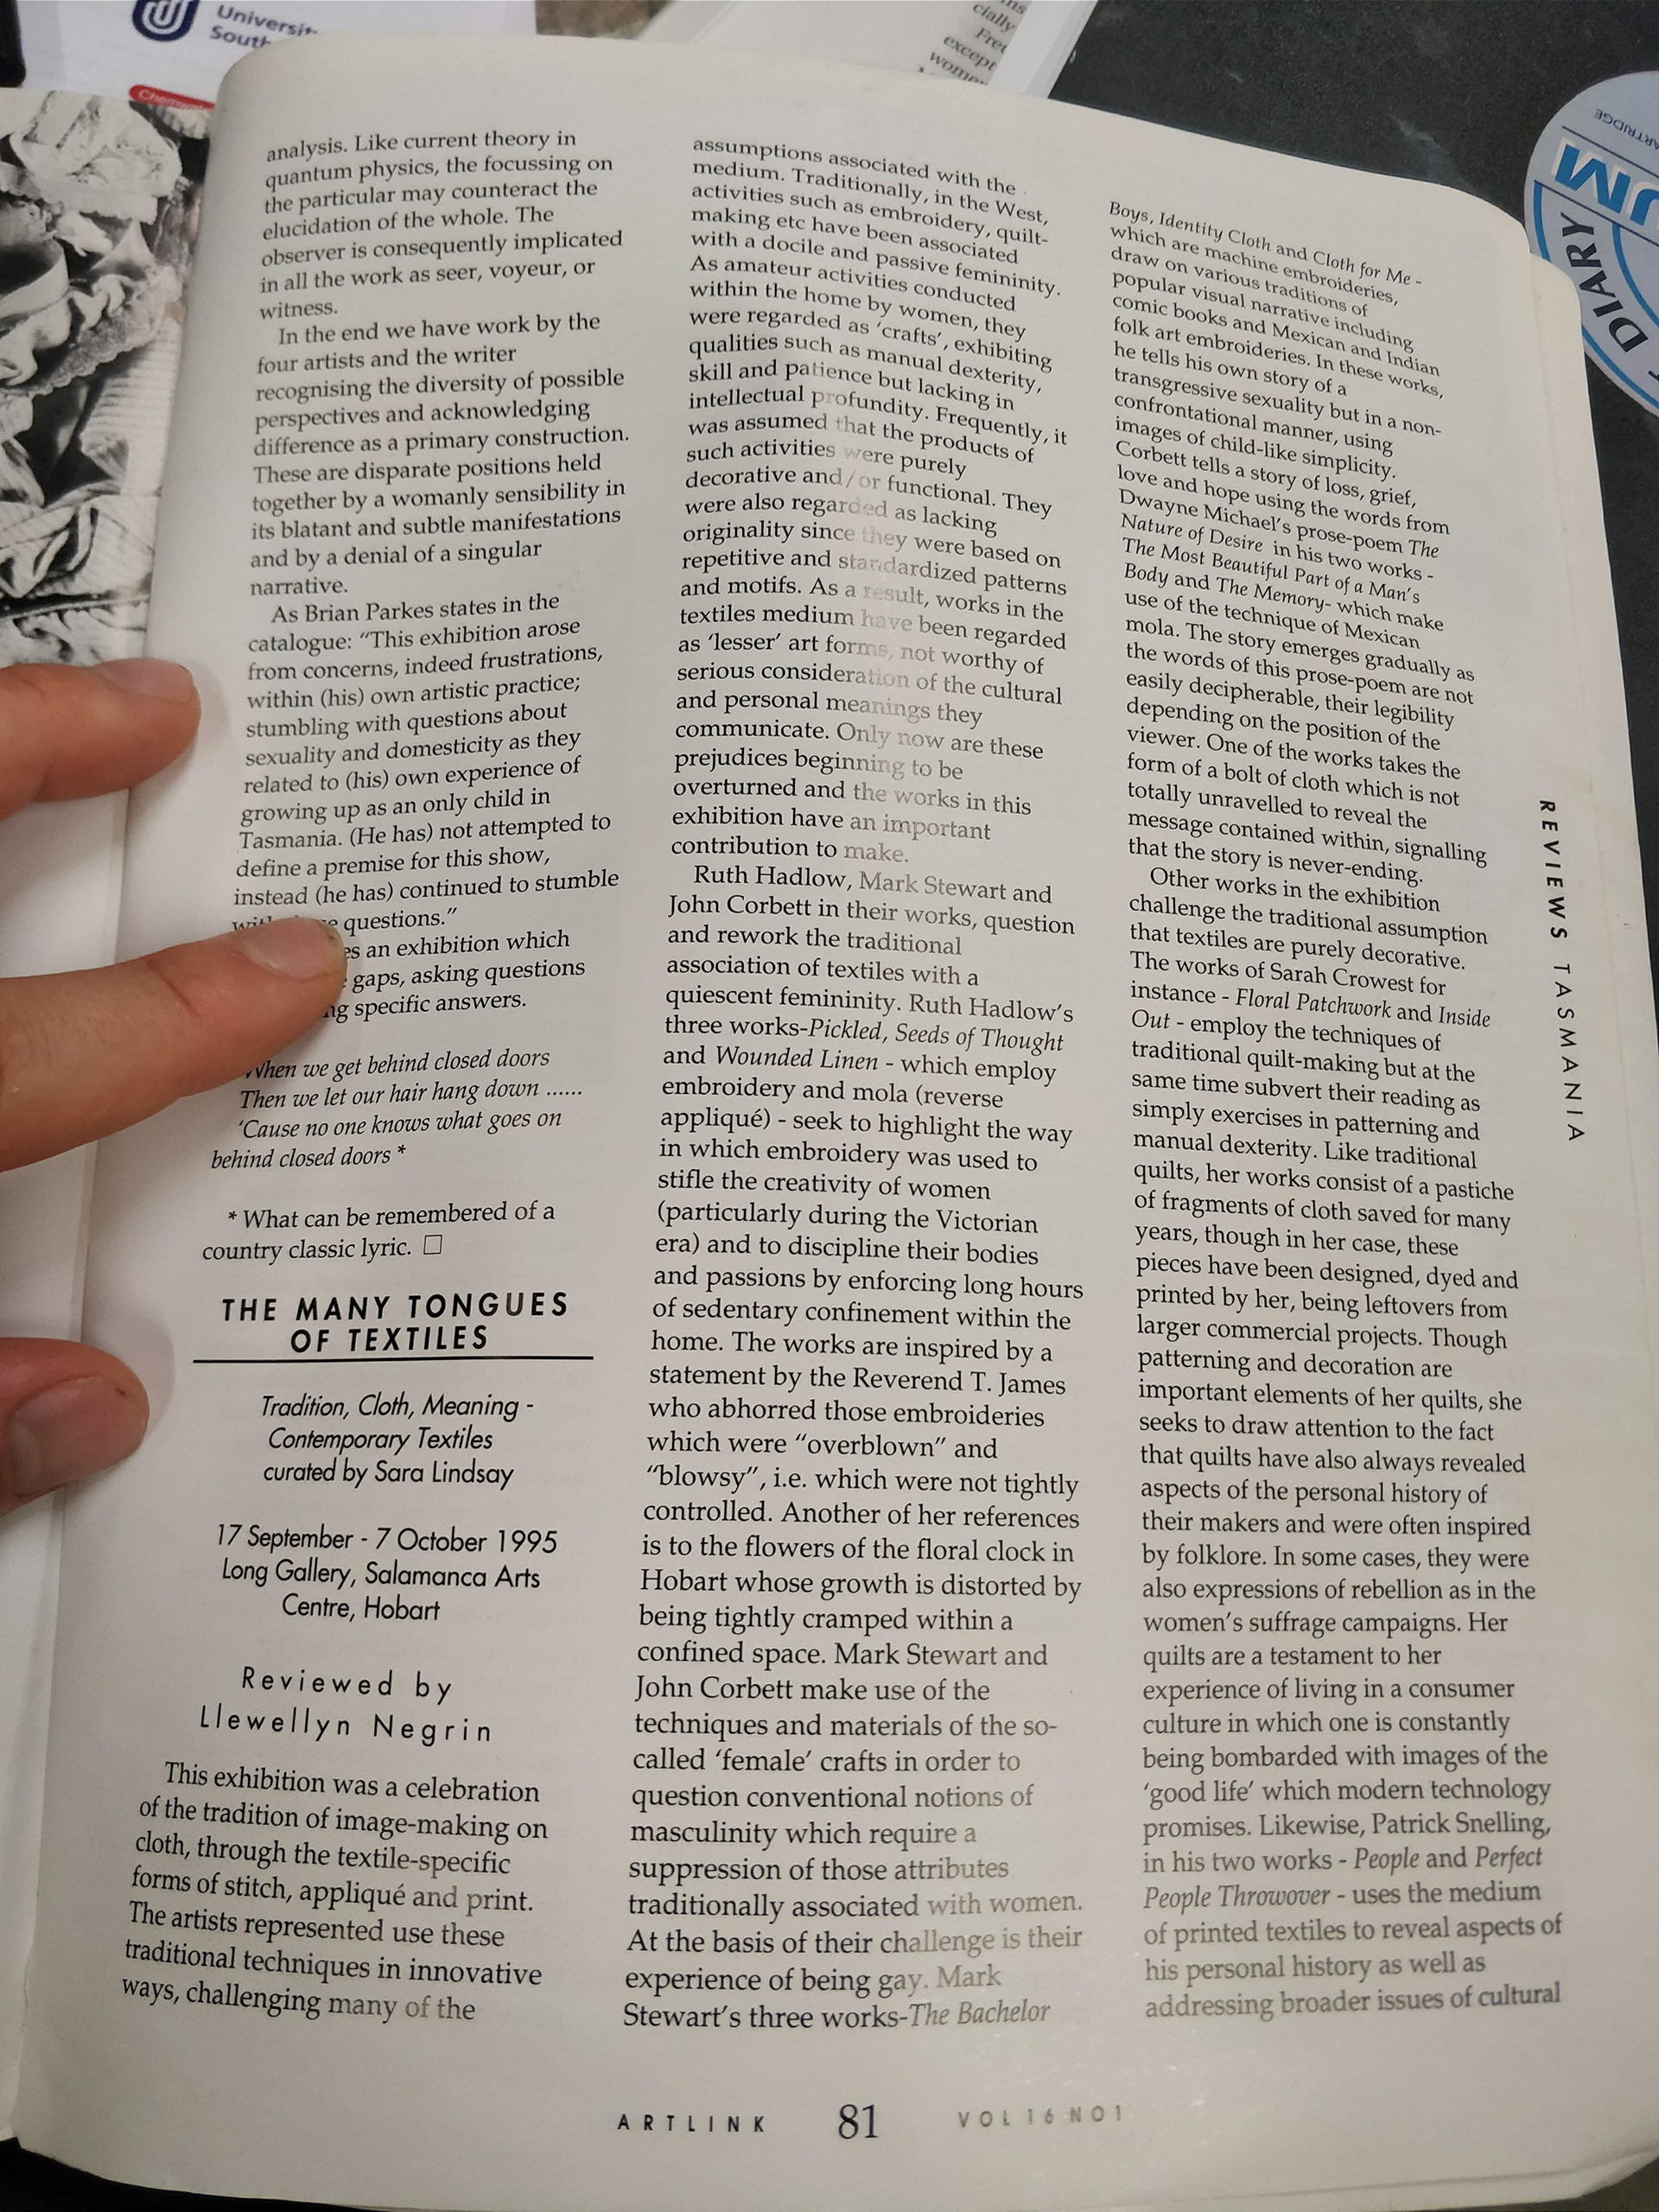 Universit
South
cially
except
analysis. Like current theory in
quantum physics, the focussing on
the particular may counteract the
elucidation of the whole. The
observer is consequently implicated
in all the work as seer, voyeur, or
witness.
In the end we have work by the
four artists and the writer
recognising the diversity of possible
perspectives and acknowledging
difference as a primary construction.
These are disparate positions held
together by a womanly sensibility in
its blatant and subtle manifestations
and by a denial of a singular
narrative.
As Brian Parkes states in the
catalogue: "This exhibition arose
from concerns, indeed frustrations,
within (his) own artistic practice;
stumbling with questions about
sexuality and domesticity as they
related to (his) own experience of
growing up as an only child in
Tasmania. (He has) not attempted to
define a premise for this show,
instead (he has) continued to stumble
questions."
an exhibition which
gaps, asking questions
specific answers.
When we get behind closed doors
Then we let our hair hang down ......
'Cause no one knows what goes on
behind closed doors *
* What can be remembered of a
country classic lyric. □
THE MANY TONGUES
OF TEXTILES
Tradition, Cloth, Meaning -
Contemporary Textiles
curated by Sara Lindsay
17 September - 7 October 1995
Long Gallery, Salamanca Arts
Centre, Hobart
Reviewed by
Llewellyn Negrin
This exhibition was a celebration
of the tradition of image-making on
cloth, through the textile-specific
forms of stitch, appliqué and print.
The artists represented use these
traditional techniques in innovative
ways, challenging many of the
assumptions associated with the
medium. Traditionally, in the West,
activities such as embroidery, quilt-
making etc have been associated
with a docile and passive femininity.
As amateur activities conducted
within the home by women, they
were regarded as 'crafts', exhibiting
qualities such as manual dexterity,
skill and patience but lacking in
intellectual profundity. Frequently, it
was assumed that the products of
such activities were purely
decorative and/or functional. They
were also regarded as lacking
originality since they were based on
repetitive and standardized patterns
and motifs. As a result, works in the
textiles medium have been regarded
as 'lesser' art forms, not worthy of
serious consideration of the cultural
and personal meanings they
communicate. Only now are these
prejudices beginning to be
overturned and the works in this
exhibition have an important
contribution to make.
Ruth Hadlow, Mark Stewart and
John Corbett in their works, question
and rework the traditional
association of textiles with a
quiescent femininity. Ruth Hadlow's
three works-Pickled, Seeds of Thought
and Wounded Linen - which employ
embroidery and mola (reverse
appliqué) - seek to highlight the way
in which embroidery was used to
stifle the creativity of women
(particularly during the Victorian
era) and to discipline their bodies
and passions by enforcing long hours
of sedentary confinement within the
home. The works are inspired by a
statement by the Reverend T. James
who abhorred those embroideries
which were "overblown" and
"blowsy", i.e. which were not tightly
controlled. Another of her references
is to the flowers of the floral clock in
Hobart whose growth is distorted by
being tightly cramped within a
confined space. Mark Stewart and
John Corbett make use of the
techniques and materials of the so-
called 'female' crafts in order to
question conventional notions of
masculinity which require a
suppression of those attributes
traditionally associated with women.
At the basis of their challenge is their
experience of being gay. Mark
Stewart's three works-The Bachelor
Boys, Identity Cloth and Cloth for Me -
which are machine embroideries,
draw on various traditions of
popular visual narrative including
comic books and Mexican and Indian
folk art embroideries. In these works,
he tells his own story of a
transgressive sexuality but in a non-
confrontational manner, using
images of child-like simplicity.
Corbett tells a story of loss, grief,
love and hope using the words from
Dwayne Michael's prose-poem The
Nature of Desire in his two works -
The Most Beautiful Part of a Man's
Body and The Memory- which make
use of the technique of Mexican
mola. The story emerges gradually as
the words of this prose-poem are not
easily decipherable, their legibility
depending on the position of the
viewer. One of the works takes the
form of a bolt of cloth which is not
totally unravelled to reveal the
message contained within, signalling
that the story is never-ending.
Other works in the exhibition
challenge the traditional assumption
that textiles are purely decorative.
The works of Sarah Crowest for
instance - Floral Patchwork and Inside
Out - employ the techniques of
traditional quilt-making but at the
same time subvert their reading as
simply exercises in patterning and
manual dexterity. Like traditional
quilts, her works consist of a pastiche
of fragments of cloth saved for many
years, though in her case, these
pieces have been designed, dyed and
printed by her, being leftovers from
larger commercial projects. Though
patterning and decoration are
important elements of her quilts, she
seeks to draw attention to the fact
that quilts have also always revealed
aspects of the personal history of
their makers and were often inspired
by folklore. In some cases, they were
also expressions of rebellion as in the
women's suffrage campaigns. Her
quilts are a testament to her
experience of living in a consumer
culture in which one is constantly
being bombarded with images of the
'good life' which modern technology
promises. Likewise, Patrick Snelling,
in his two works - People and Perfect
People Throwover - uses the medium
of printed textiles to reveal aspects of
his personal history as well as
addressing broader issues of cultural
REVIEWS TASMANIA
DIARY
ARTLINK 81 VOL 16 NO 1